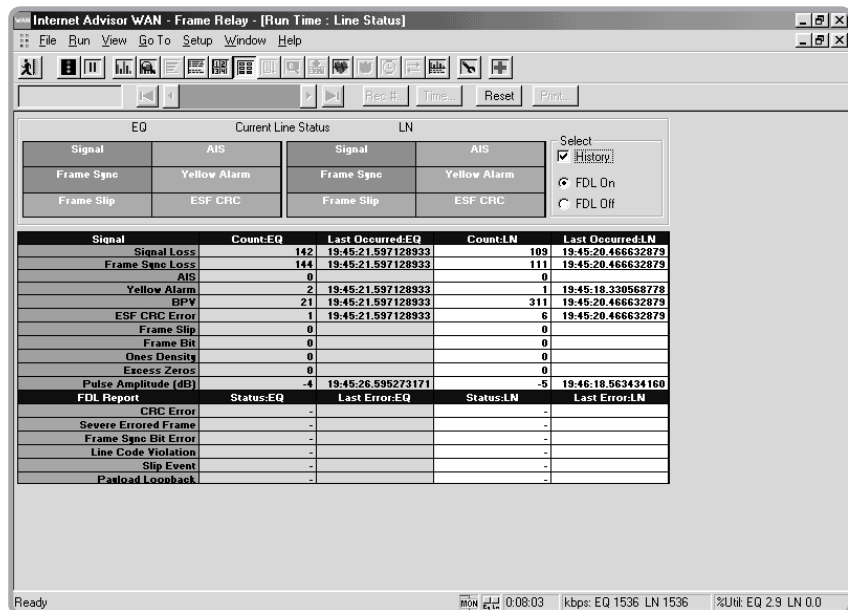 WAN Internet Advisor WAN - Frame Relay - [Run Time : Line Status]
File Run View Go To Setup Window Help
Rec #... Time... Reset Print...
EQ Current Line Status LN
Signal AIS Signal AIS
Frame Sync Yellow Alarm Frame Sync Yellow Alarm
Frame Slip ESF CRC Frame Slip ESF CRC
Select
History
FDL On
FDL Off
Signal Count:EQ Last Occurred:EQ Count:LN Last Occurred:LN
Signal Loss 142 19:45:21.597128933 109 19:45:20.466632879
Frame Sync Loss 144 19:45:21.597128933 111 19:45:20.466632879
AIS 0 0
Yellow Alarm 2 19:45:21.597128933 1 19:45:18.330568778
BPV 21 19:45:21.597128933 311 19:45:20.466632879
ESF CRC Error 1 19:45:21.597128933 6 19:45:20.466632879
Frame Slip 0 0
Frame Bit 0 0
Ones Density 0 0
Excess Zeros 0 0
Pulse Amplitude (dB) -4 19:45:26.595273171 -5 19:46:18.563434160
FDL Report Status:EQ Last Error:EQ Status:LN Last Error:LN
CRC Error - -
Severe Errored Frame - -
Frame Sync Bit Error - -
Line Code Violation - -
Slip Event - -
Payload Loopback - -
Ready MON Eq Ln 0:08:03 kbps: EQ 1536 LN 1536 %Util: EQ 2.9 LN 0.0